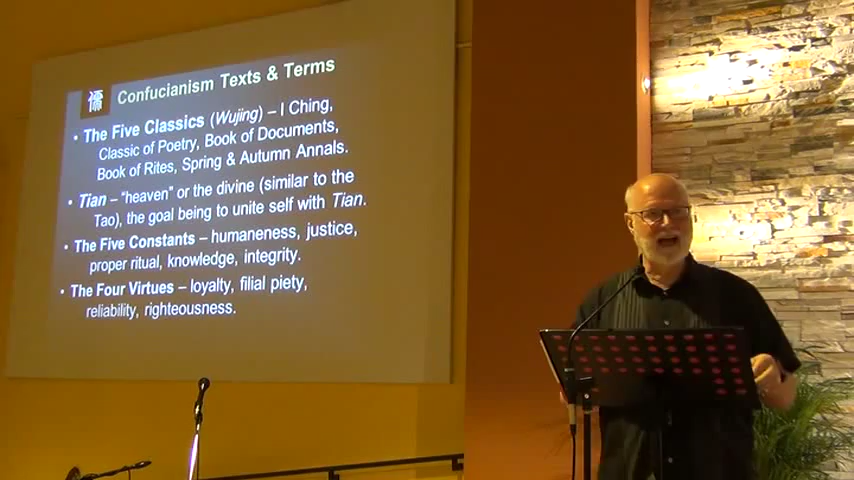 儒 Confucianism Texts & Terms
• The Five Classics (Wujing) – I Ching,
Classic of Poetry, Book of Documents,
Book of Rites, Spring & Autumn Annals.
• Tian – "heaven" or the divine (similar to the
Tao), the goal being to unite self with Tian.
• The Five Constants – humaneness, justice,
proper ritual, knowledge, integrity.
• The Four Virtues – loyalty, filial piety,
reliability, righteousness.